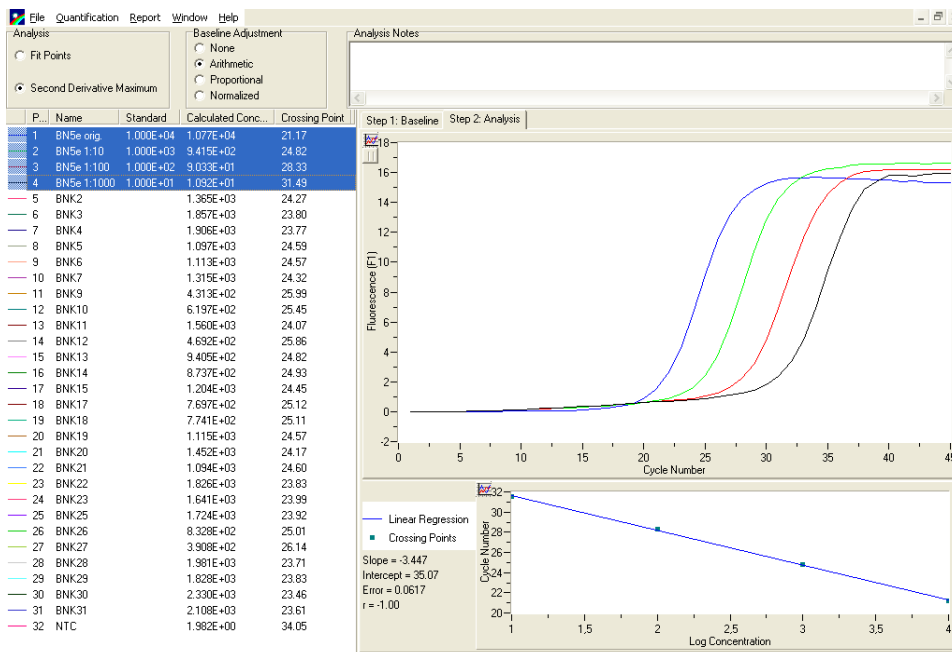 File Quantification Report Window Help
Analysis
Fit Points
Second Derivative Maximum
Baseline Adjustment
None
Arithmetic
Proportional
Normalized
Analysis Notes
P... Name Standard Calculated Conc... Crossing Point
1 BN5e orig. 1.000E+04 1.077E+04 21.17
2 BN5e 1:10 1.000E+03 9.415E+02 24.82
3 BN5e 1:100 1.000E+02 9.033E+01 28.33
4 BN5e 1:1000 1.000E+01 1.092E+01 31.49
5 BNK2 1.365E+03 24.27
6 BNK3 1.857E+03 23.80
7 BNK4 1.906E+03 23.77
8 BNK5 1.097E+03 24.59
9 BNK6 1.113E+03 24.57
10 BNK7 1.315E+03 24.32
11 BNK9 4.313E+02 25.99
12 BNK10 6.197E+02 25.45
13 BNK11 1.560E+03 24.07
14 BNK12 4.692E+02 25.86
15 BNK13 9.405E+02 24.82
16 BNK14 8.737E+02 24.93
17 BNK15 1.204E+03 24.45
18 BNK17 7.697E+02 25.12
19 BNK18 7.741E+02 25.11
20 BNK19 1.115E+03 24.57
21 BNK20 1.452E+03 24.17
22 BNK21 1.094E+03 24.60
23 BNK22 1.826E+03 23.83
24 BNK23 1.641E+03 23.99
25 BNK25 1.724E+03 23.92
26 BNK26 8.328E+02 25.01
27 BNK27 3.908E+02 26.14
28 BNK28 1.981E+03 23.71
29 BNK29 1.828E+03 23.83
30 BNK30 2.330E+03 23.46
31 BNK31 2.108E+03 23.61
32 NTC 1.982E+00 34.05
Step 1: Baseline Step 2: Analysis
18
16
14
12
10
8
6
4
2
0
-2
Fluorescence (F1)
0 5 10 15 20 25 30 35 40 45
Cycle Number
Linear Regression
Crossing Points
Slope = -3.447
Intercept = 35.07
Error = 0.0617
r = -1.00
32
30
28
26
24
22
20
Cycle Number
1 1,5 2 2,5 3 3,5 4
Log Concentration